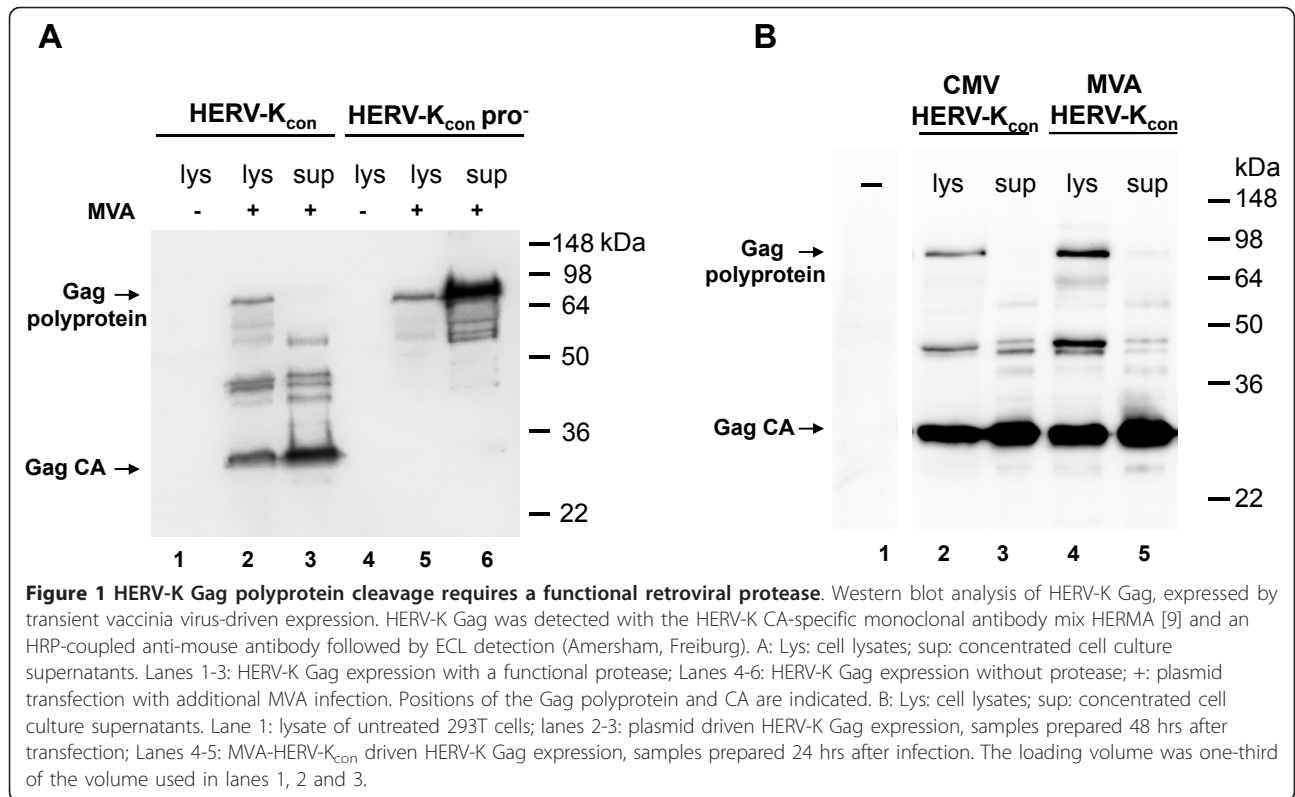 A
HERV-Kcon HERV-Kcon pro-
lys lys sup lys lys sup
MVA - + + - + +
148 kDa
98
Gag → polyprotein
64
50
36
Gag CA →
22
1 2 3 4 5 6
B
CMV HERV-Kcon
MVA HERV-Kcon
– lys sup lys sup
kDa
148
Gag → polyprotein
98
64
50
36
Gag CA →
22
1 2 3 4 5
Figure 1 HERV-K Gag polyprotein cleavage requires a functional retroviral protease. Western blot analysis of HERV-K Gag, expressed by
transient vaccinia virus-driven expression. HERV-K Gag was detected with the HERV-K CA-specific monoclonal antibody mix HERMA [9] and an
HRP-coupled anti-mouse antibody followed by ECL detection (Amersham, Freiburg). A: Lys: cell lysates; sup: concentrated cell culture
supernatants. Lanes 1-3: HERV-K Gag expression with a functional protease; Lanes 4-6: HERV-K Gag expression without protease; +: plasmid
transfection with additional MVA infection. Positions of the Gag polyprotein and CA are indicated. B: Lys: cell lysates; sup: concentrated cell
culture supernatants. Lane 1: lysate of untreated 293T cells; lanes 2-3: plasmid driven HERV-K Gag expression, samples prepared 48 hrs after
transfection; Lanes 4-5: MVA-HERV-Kcon driven HERV-K Gag expression, samples prepared 24 hrs after infection. The loading volume was one-third
of the volume used in lanes 1, 2 and 3.